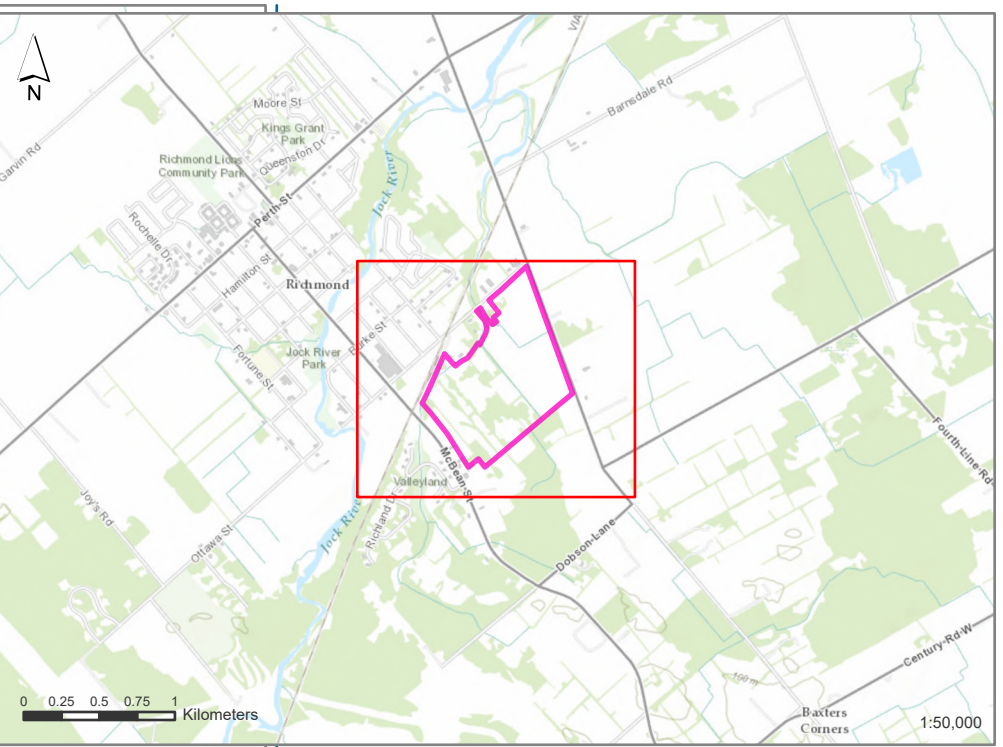 N
VIA
Garvin Rd
Moore St
Kings Grant
Park
Queenston Dr
Richmond Lions
Community Park
Barnsdale Rd
Jock River
Perth-St
Rochelle Dr
Hamilton St
Richmond
Burke St
Jock River
Park
Fortune St
McBean-St
Valleyland
Richland Dr
Joy's Rd
Ottawa St
Jock River
Dobson-Lane
Fourth-Line-Rd
Century-Rd-W
100 m
Baxters
Corners
0 0.25 0.5 0.75 1
Kilometers
1:50,000